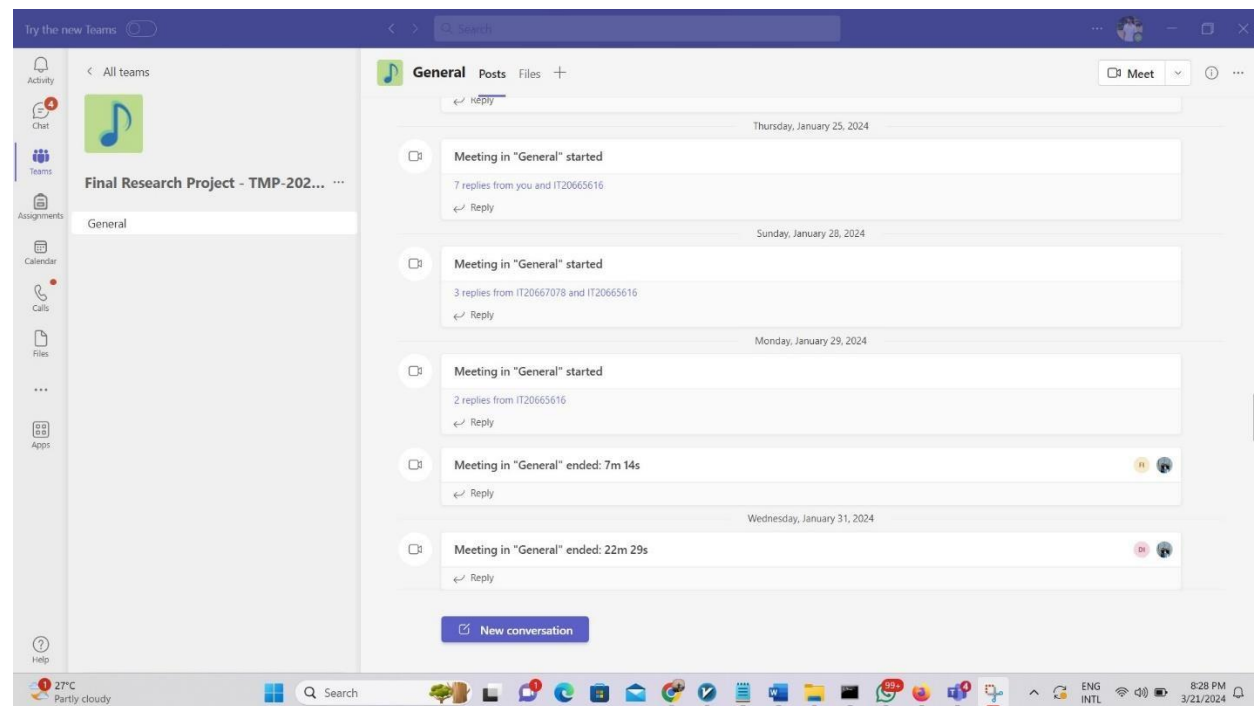 Try the new Teams
Search
Activity
Chat
4
Teams
Assignments
Calendar
Calls
Files
Apps
Help
All teams
Final Research Project - TMP-202...
General
General Posts Files
Meet
Reply
Thursday, January 25, 2024
Meeting in "General" started
7 replies from you and IT20665616
Reply
Sunday, January 28, 2024
Meeting in "General" started
3 replies from IT20667078 and IT20665616
Reply
Monday, January 29, 2024
Meeting in "General" started
2 replies from IT20665616
Reply
Meeting in "General" ended: 7m 14s
Reply
Wednesday, January 31, 2024
Meeting in "General" ended: 22m 29s
DI
Reply
New conversation
1
27°C
Partly cloudy
Search
99+
ENG
INTL
8:28 PM
3/21/2024